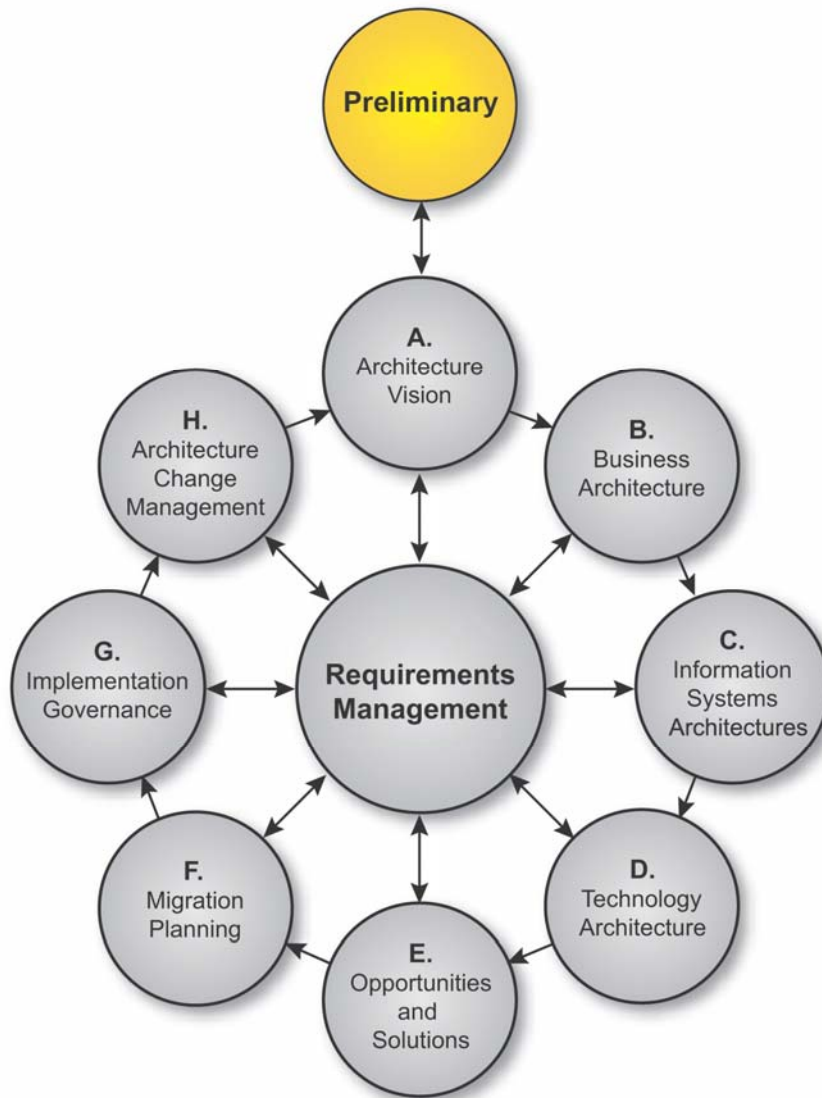 Preliminary
A.
Architecture
Vision
B.
Business
Architecture
C.
Information
Systems
Architectures
D.
Technology
Architecture
E.
Opportunities
and
Solutions
F.
Migration
Planning
G.
Implementation
Governance
H.
Architecture
Change
Management
Requirements
Management